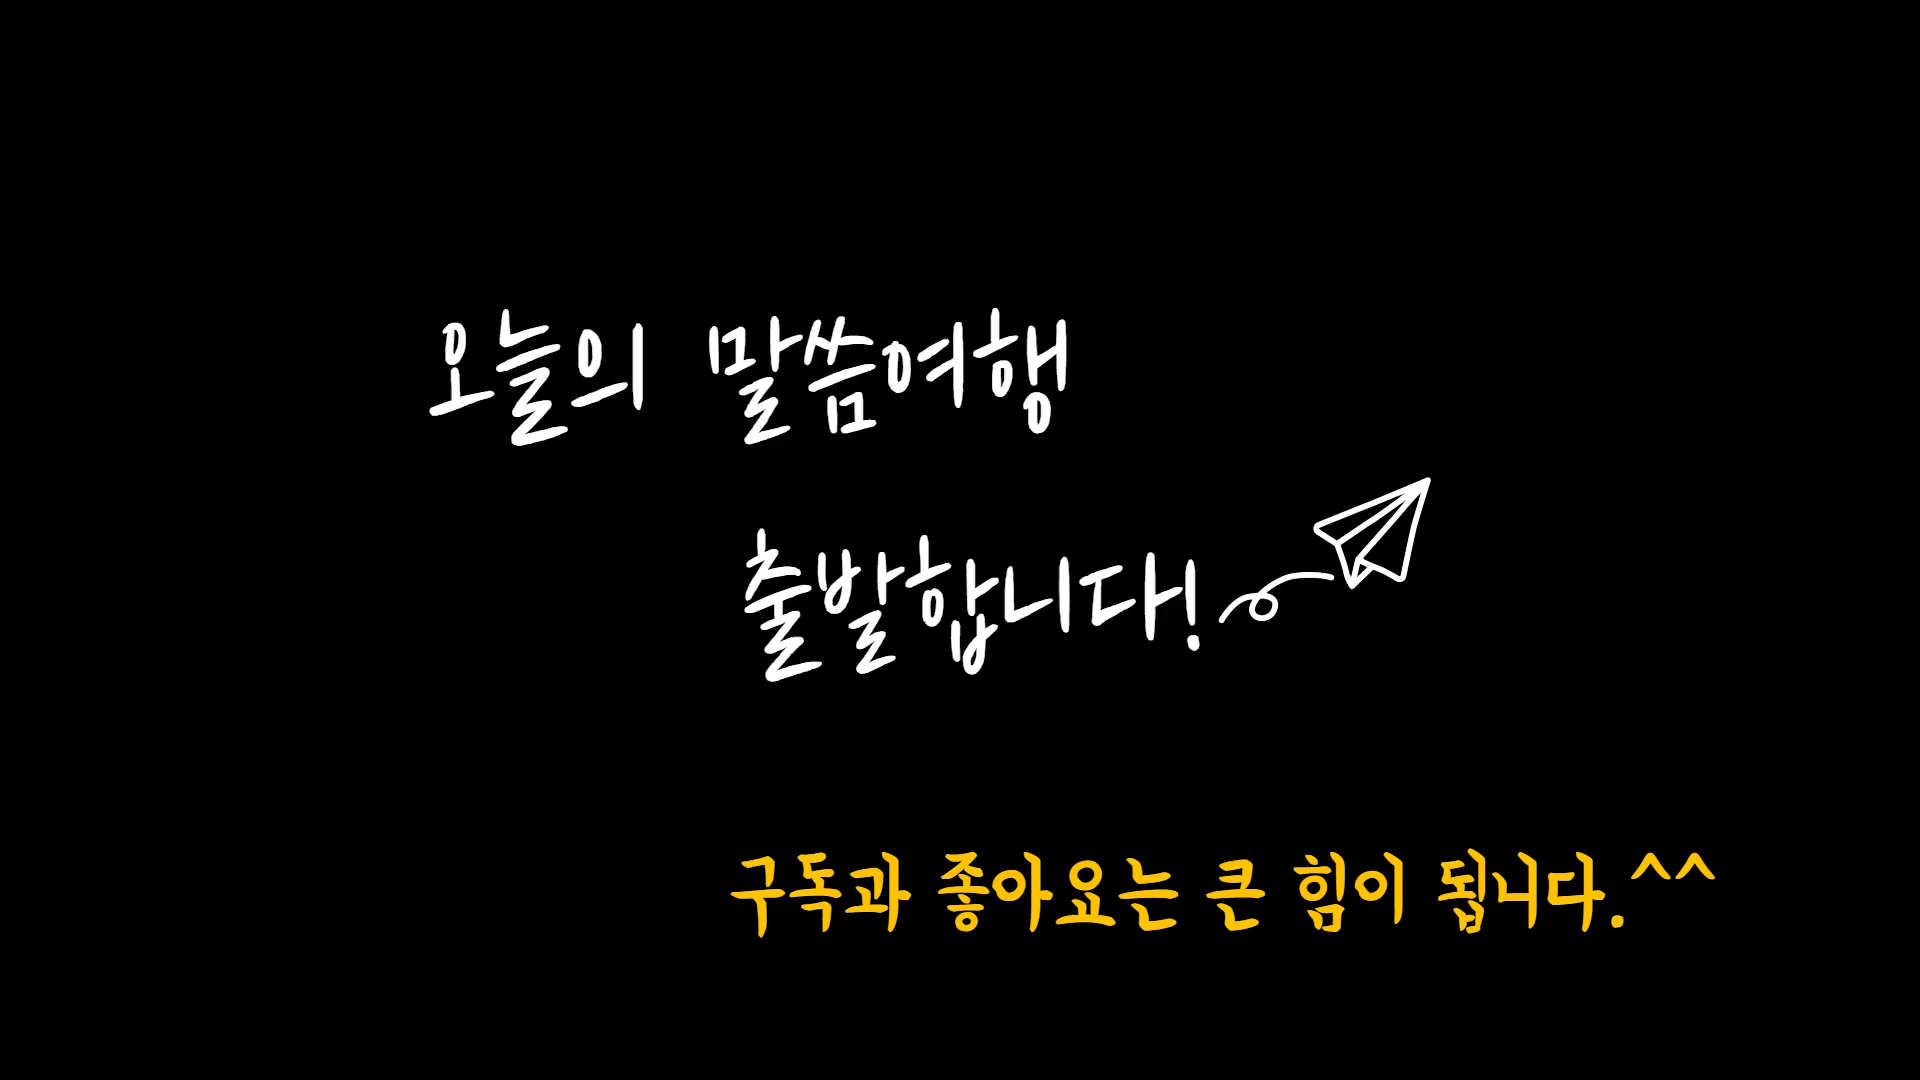 오늘의 말씀여행
출발합니다!
구독과 좋아요는 큰 힘이 됩니다.^^